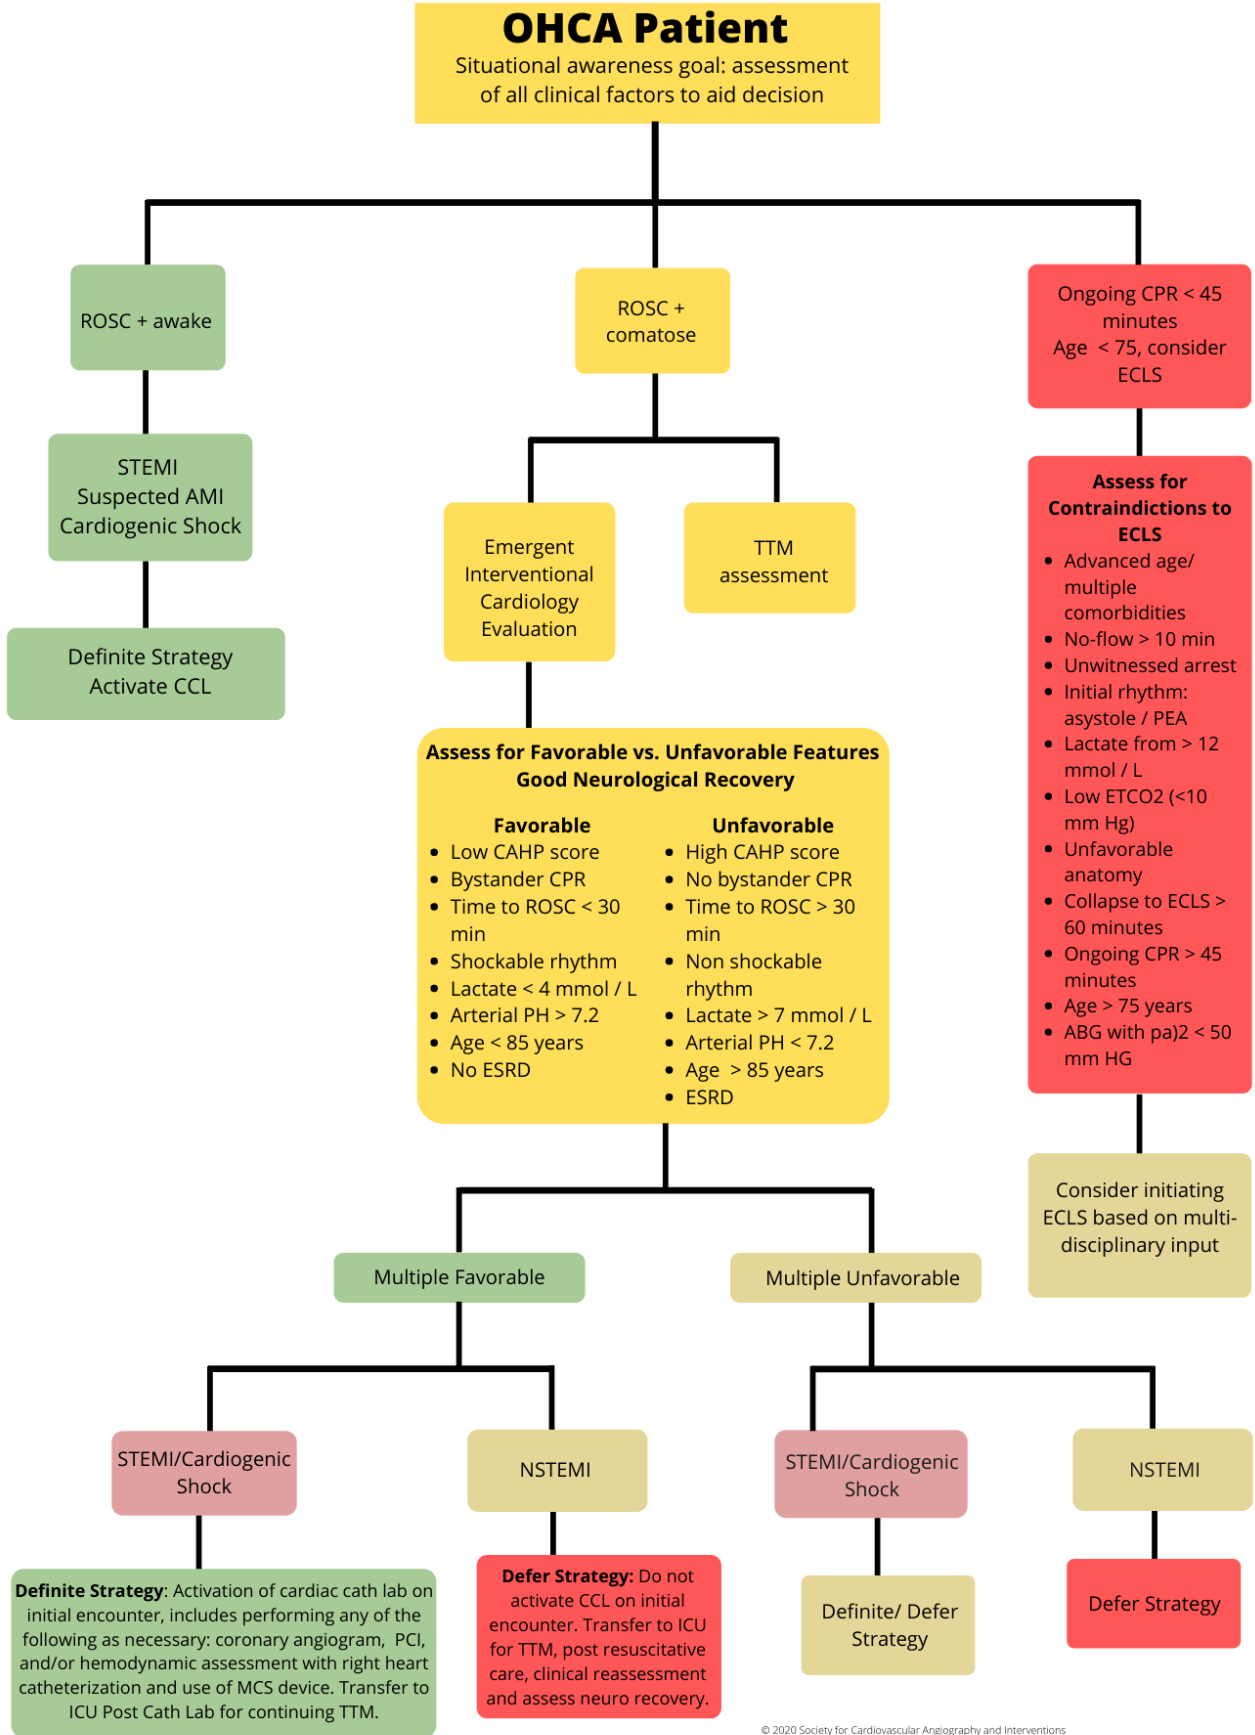 OHCA Patient
Situational awareness goal: assessment
of all clinical factors to aid decision
ROSC + awake
STEMI
Suspected AMI
Cardiogenic Shock
Definite Strategy
Activate CCL
ROSC +
comatose
Emergent
Interventional
Cardiology
Evaluation
TTM
assessment
Assess for Favorable vs. Unfavorable Features
Good Neurological Recovery
Favorable
• Low CAHP score
• Bystander CPR
• Time to ROSC < 30
min
• Shockable rhythm
• Lactate < 4 mmol / L
• Arterial PH > 7.2
• Age < 85 years
• No ESRD
Unfavorable
• High CAHP score
• No bystander CPR
• Time to ROSC > 30
min
• Non shockable
rhythm
• Lactate > 7 mmol / L
• Arterial PH < 7.2
• Age > 85 years
• ESRD
Multiple Favorable
STEMI/Cardiogenic
Shock
Definite Strategy: Activation of cardiac cath lab on
initial encounter, includes performing any of the
following as necessary: coronary angiogram, PCI,
and/or hemodynamic assessment with right heart
catheterization and use of MCS device. Transfer to
ICU Post Cath Lab for continuing TTM.
NSTEMI
Defer Strategy: Do not
activate CCL on initial
encounter. Transfer to ICU
for TTM, post resuscitative
care, clinical reassessment
and assess neuro recovery.
Multiple Unfavorable
STEMI/Cardiogenic
Shock
Definite/ Defer
Strategy
NSTEMI
Defer Strategy
Ongoing CPR < 45
minutes
Age < 75, consider
ECLS
Assess for
Contraindictions to
ECLS
• Advanced age/
multiple
comorbidities
• No-flow > 10 min
• Unwitnessed arrest
• Initial rhythm:
asystole / PEA
• Lactate from > 12
mmol / L
• Low ETCO2 (<10
mm Hg)
• Unfavorable
anatomy
• Collapse to ECLS >
60 minutes
• Ongoing CPR > 45
minutes
• Age > 75 years
• ABG with pa)2 < 50
mm HG
Consider initiating
ECLS based on multi-
disciplinary input
© 2020 Society for Cardiovascular Angiography and Interventions